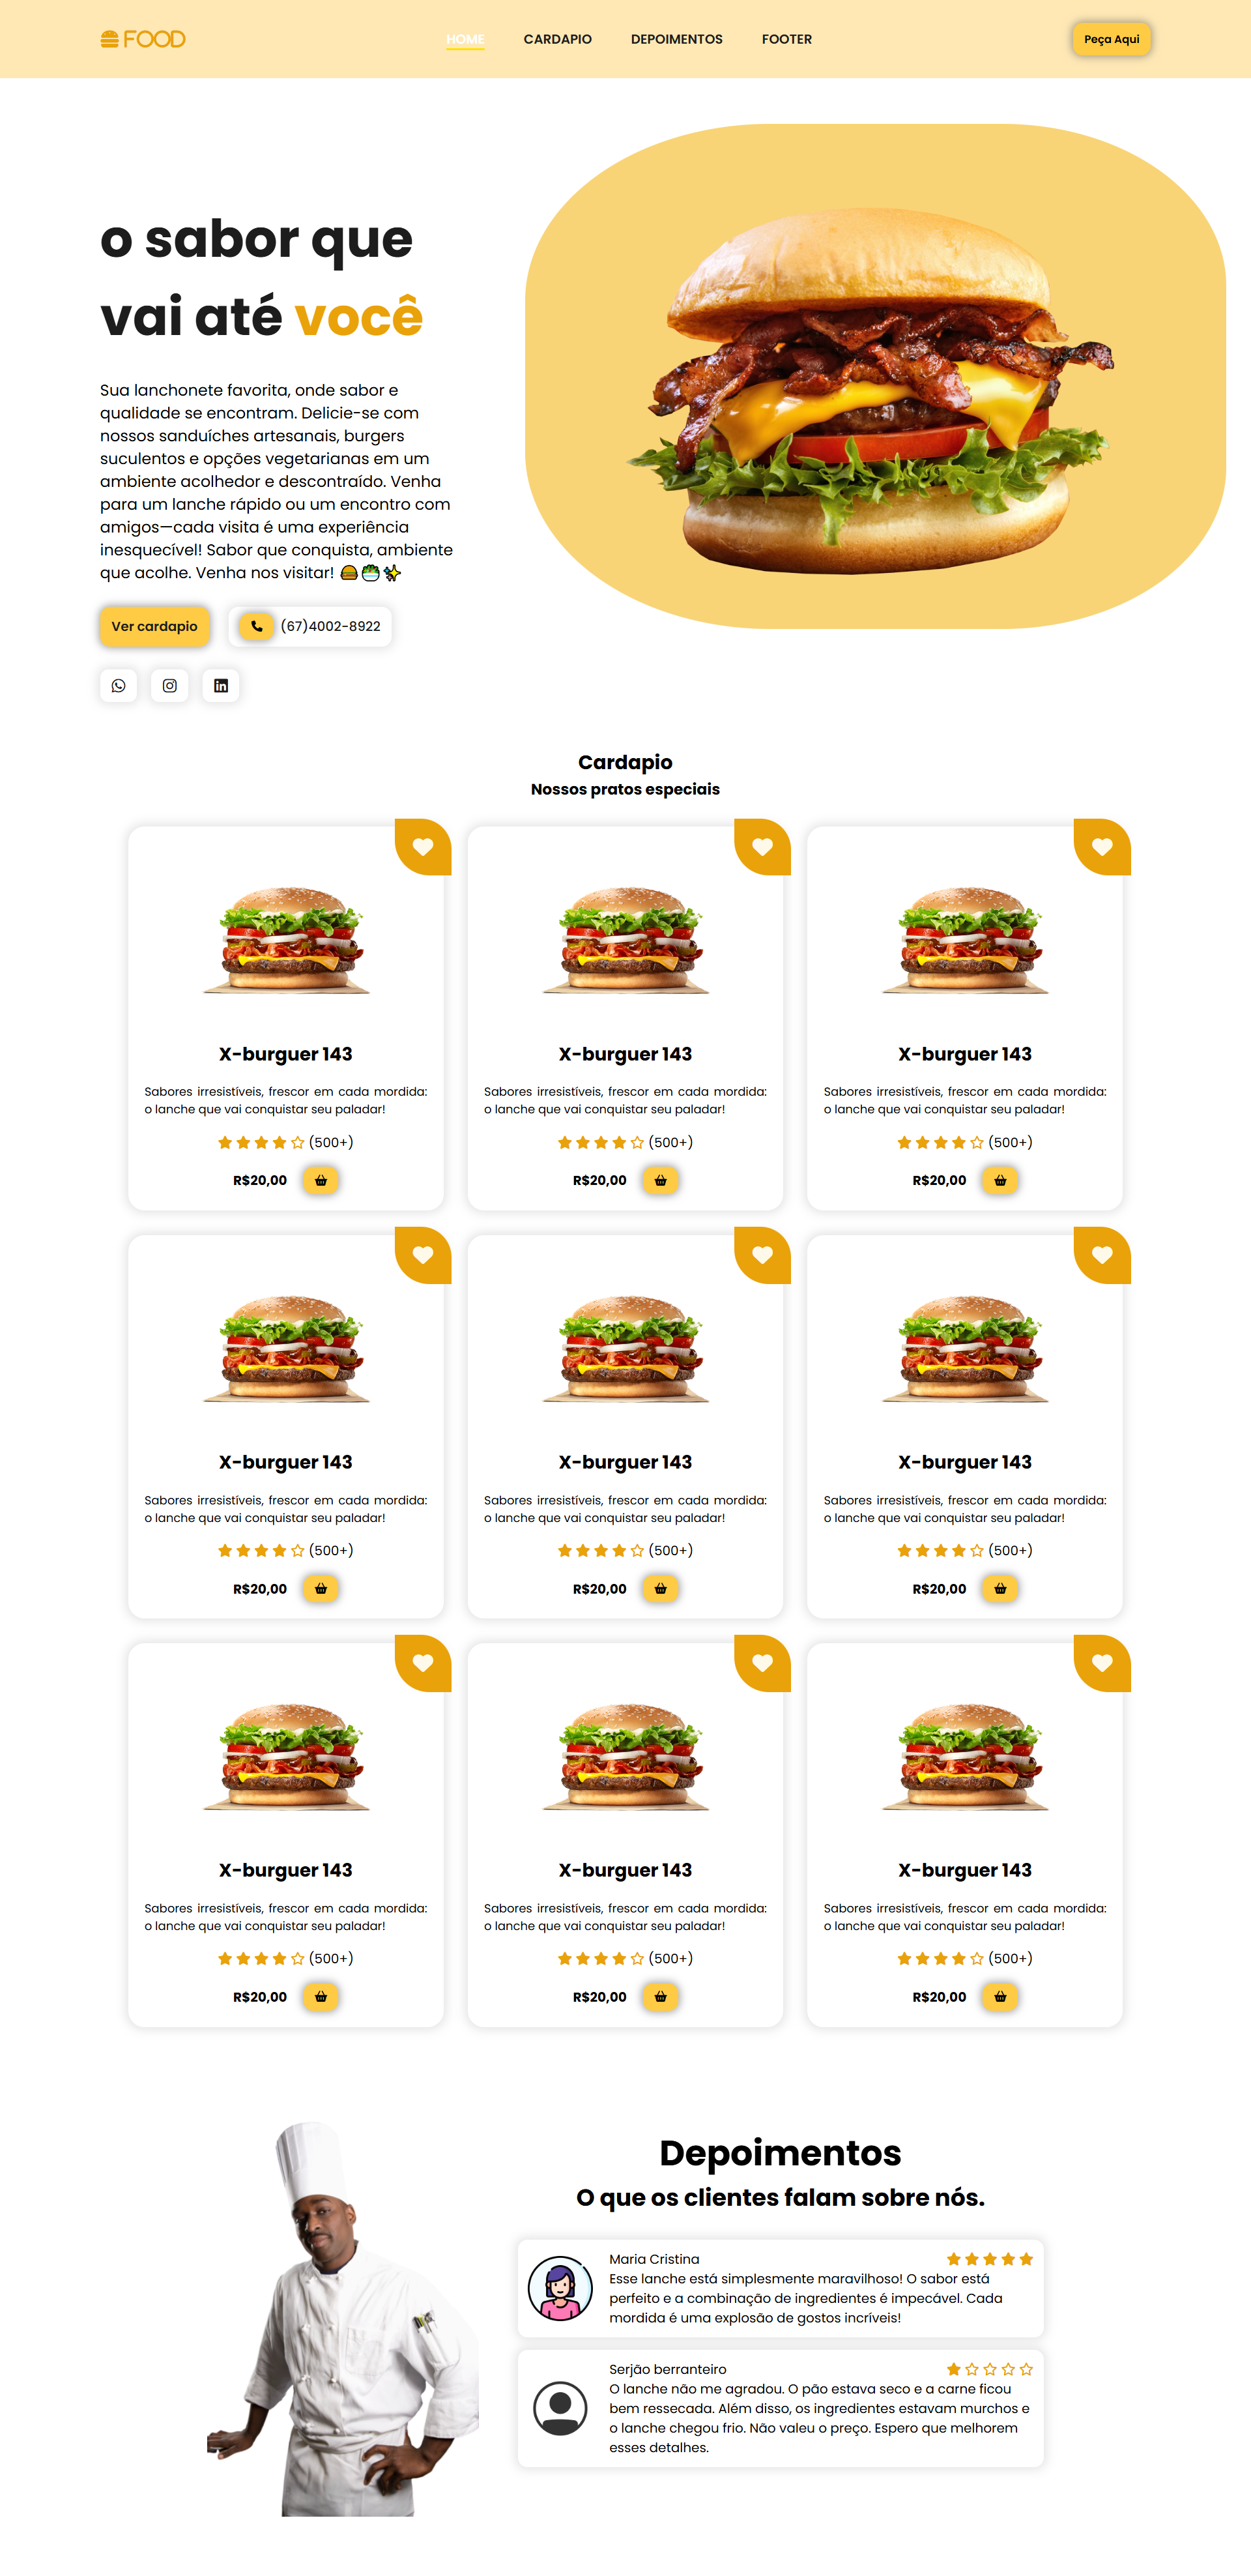 FOOD
HOME CARDAPIO DEPOIMENTOS FOOTER
Peça Aqui
o sabor que
vai até você
Sua lanchonete favorita, onde sabor e
qualidade se encontram. Delicie-se com
nossos sanduíches artesanais, burgers
suculentos e opções vegetarianas em um
ambiente acolhedor e descontraído. Venha
para um lanche rápido ou um encontro com
amigos—cada visita é uma experiência
inesquecível! Sabor que conquista, ambiente
que acolhe. Venha nos visitar! 🍔🥗✨
Ver cardapio
(67)4002-8922
Cardapio
Nossos pratos especiais
X-burguer 143
Sabores irresistíveis, frescor em cada mordida:
o lanche que vai conquistar seu paladar!
(500+)
R$20,00
X-burguer 143
Sabores irresistíveis, frescor em cada mordida:
o lanche que vai conquistar seu paladar!
(500+)
R$20,00
X-burguer 143
Sabores irresistíveis, frescor em cada mordida:
o lanche que vai conquistar seu paladar!
(500+)
R$20,00
X-burguer 143
Sabores irresistíveis, frescor em cada mordida:
o lanche que vai conquistar seu paladar!
(500+)
R$20,00
X-burguer 143
Sabores irresistíveis, frescor em cada mordida:
o lanche que vai conquistar seu paladar!
(500+)
R$20,00
X-burguer 143
Sabores irresistíveis, frescor em cada mordida:
o lanche que vai conquistar seu paladar!
(500+)
R$20,00
X-burguer 143
Sabores irresistíveis, frescor em cada mordida:
o lanche que vai conquistar seu paladar!
(500+)
R$20,00
X-burguer 143
Sabores irresistíveis, frescor em cada mordida:
o lanche que vai conquistar seu paladar!
(500+)
R$20,00
X-burguer 143
Sabores irresistíveis, frescor em cada mordida:
o lanche que vai conquistar seu paladar!
(500+)
R$20,00
Depoimentos
O que os clientes falam sobre nós.
Maria Cristina
Esse lanche está simplesmente maravilhoso! O sabor está
perfeito e a combinação de ingredientes é impecável. Cada
mordida é uma explosão de gostos incríveis!
Serjão berranteiro
O lanche não me agradou. O pão estava seco e a carne ficou
bem ressecada. Além disso, os ingredientes estavam murchos e
o lanche chegou frio. Não valeu o preço. Espero que melhorem
esses detalhes.